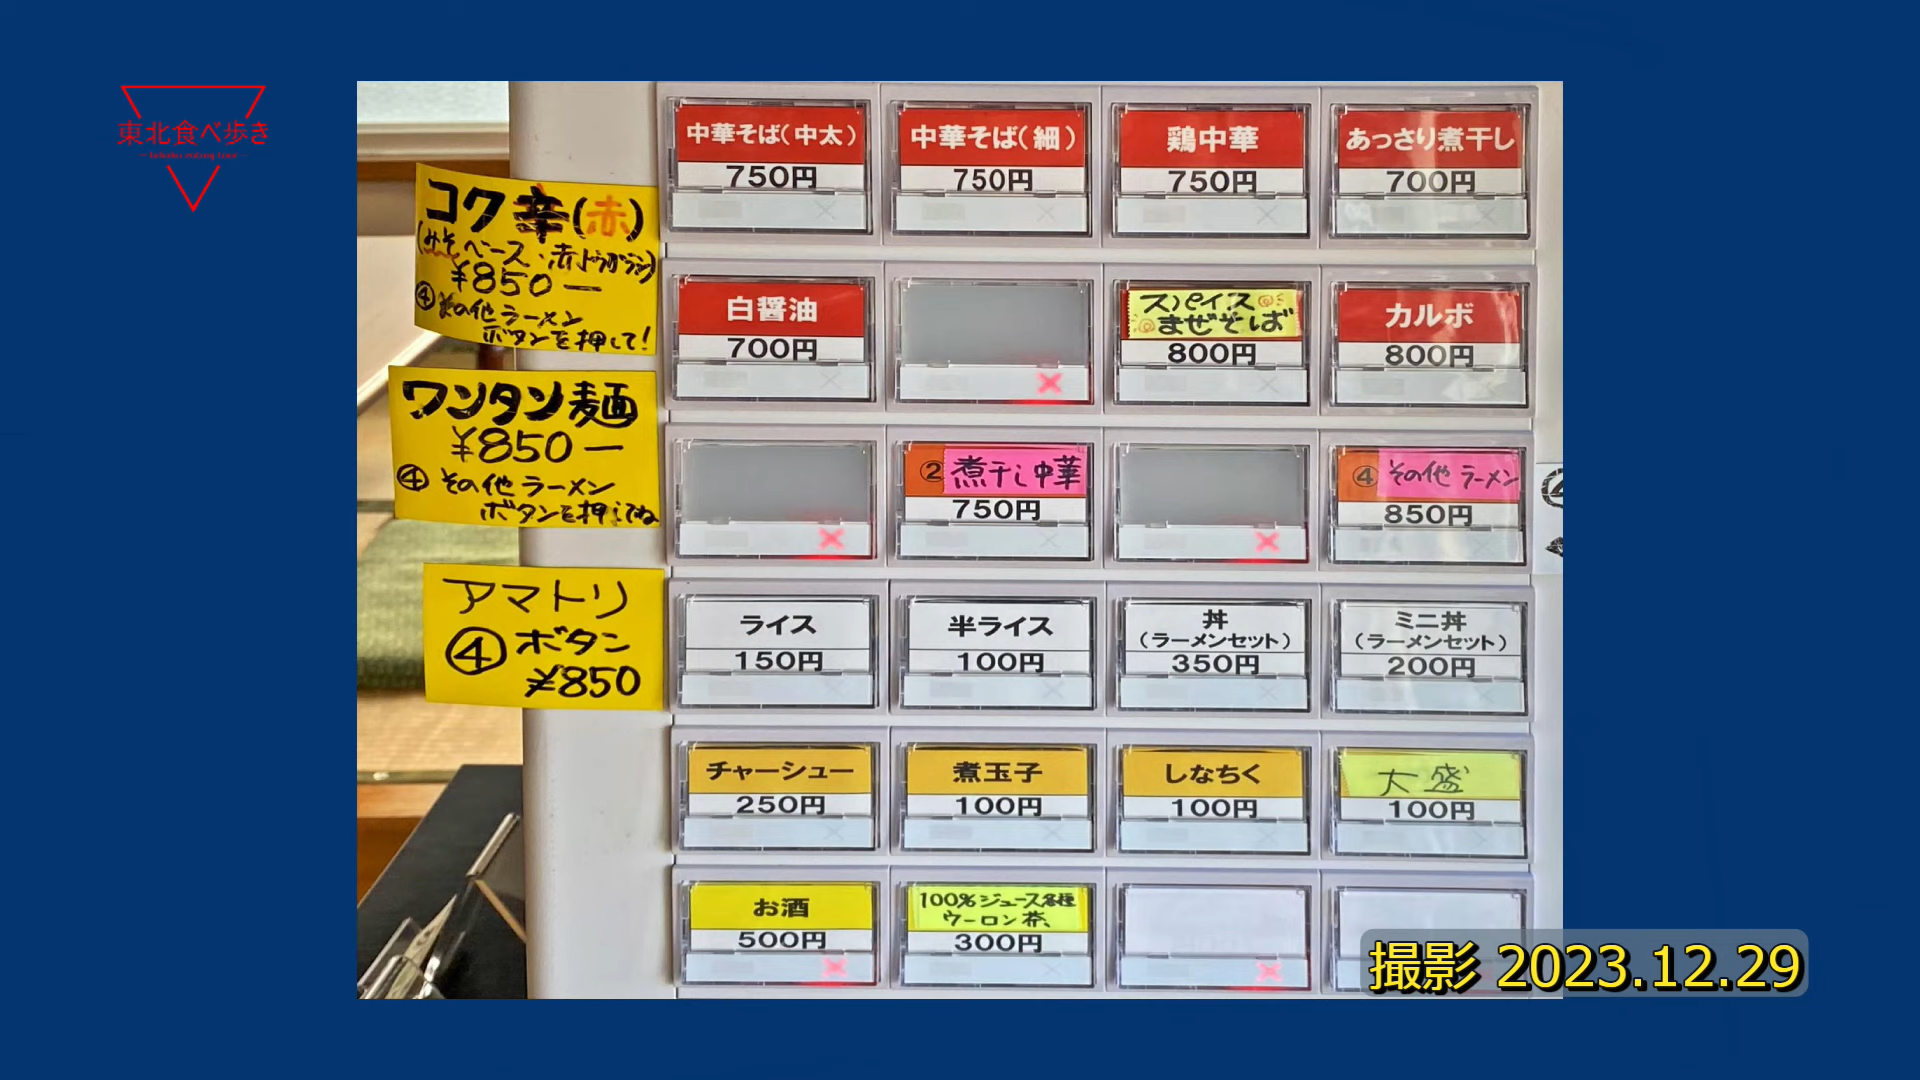 東北食べ歩き
コク辛(赤)
(みそベース・赤トウガラシ)
¥850ー
④その他ラーメン
ボタンを押して!
ワンタン麺
¥850ー
④その他ラーメン
ボタンを押してね
アマトリ
④ボタン
¥850
中華そば(中太)
750円
中華そば(細)
750円
鶏中華
750円
あっさり煮干し
700円
白醤油
700円
スパイス
まぜそば
800円
カルボ
800円
②煮干し中華
750円
④その他ラーメン
850円
ライス
150円
半ライス
100円
丼
(ラーメンセット)
350円
ミニ丼
(ラーメンセット)
200円
チャーシュー
250円
煮玉子
100円
しなちく
100円
大盛
100円
お酒
500円
100%ジュース各種
ウーロン茶
300円
撮影 2023.12.29